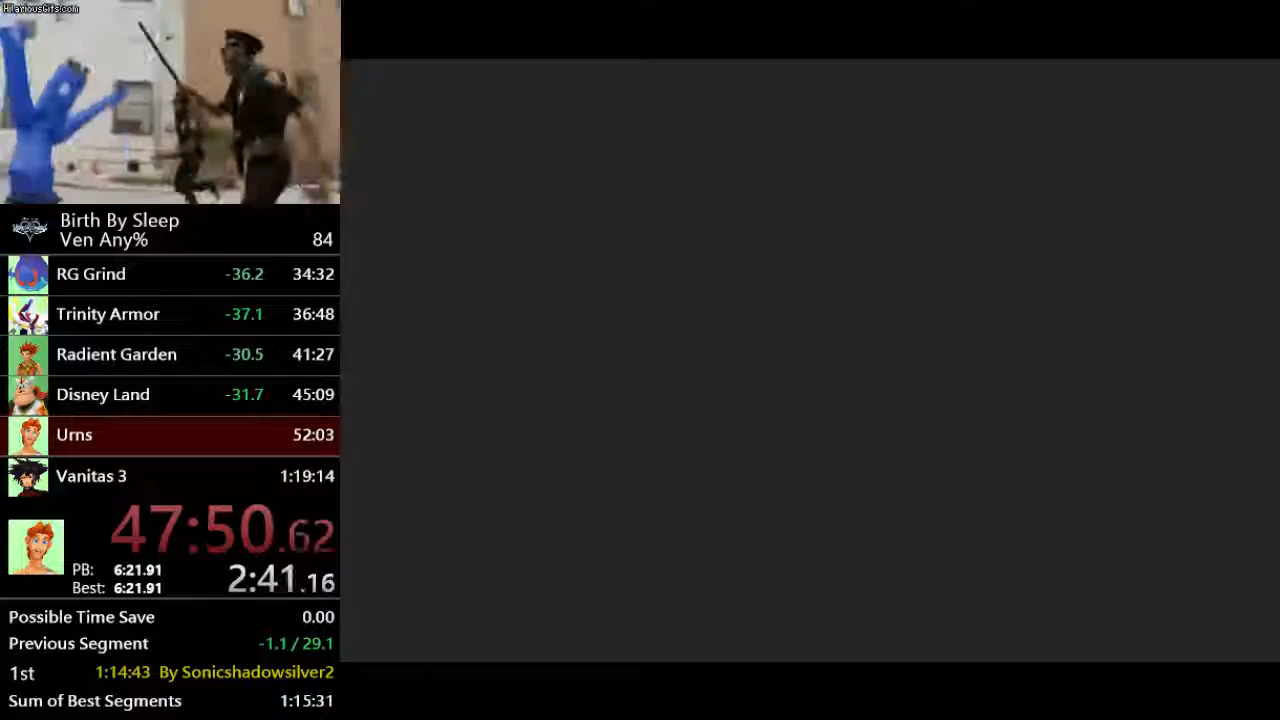 HilariousGifs.com
Birth By Sleep
Ven Any% 84
RG Grind -36.2 34:32
Trinity Armor -37.1 36:48
Radient Garden -30.5 41:27
Disney Land -31.7 45:09
Urns 52:03
Vanitas 3 1:19:14
47:50.62
PB: 6:21.91
Best: 6:21.91
2:41.16
Possible Time Save 0.00
Previous Segment -1.1 / 29.1
1st 1:14:43 By Sonicshadowsilver2
Sum of Best Segments 1:15:31